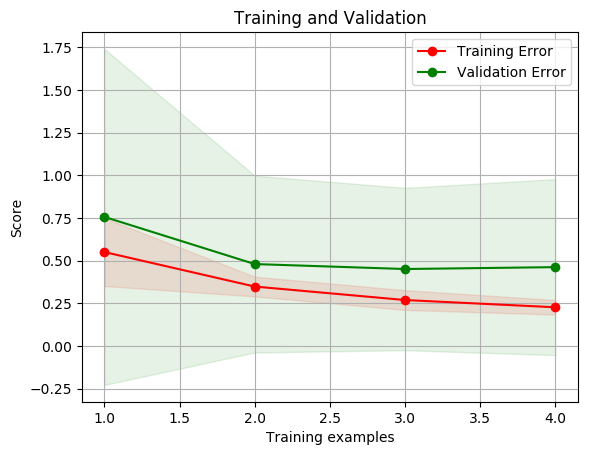 Training and Validation
Training Error
Validation Error
Score
1.75
1.50
1.25
1.00
0.75
0.50
0.25
0.00
−0.25
1.0 1.5 2.0 2.5 3.0 3.5 4.0
Training examples